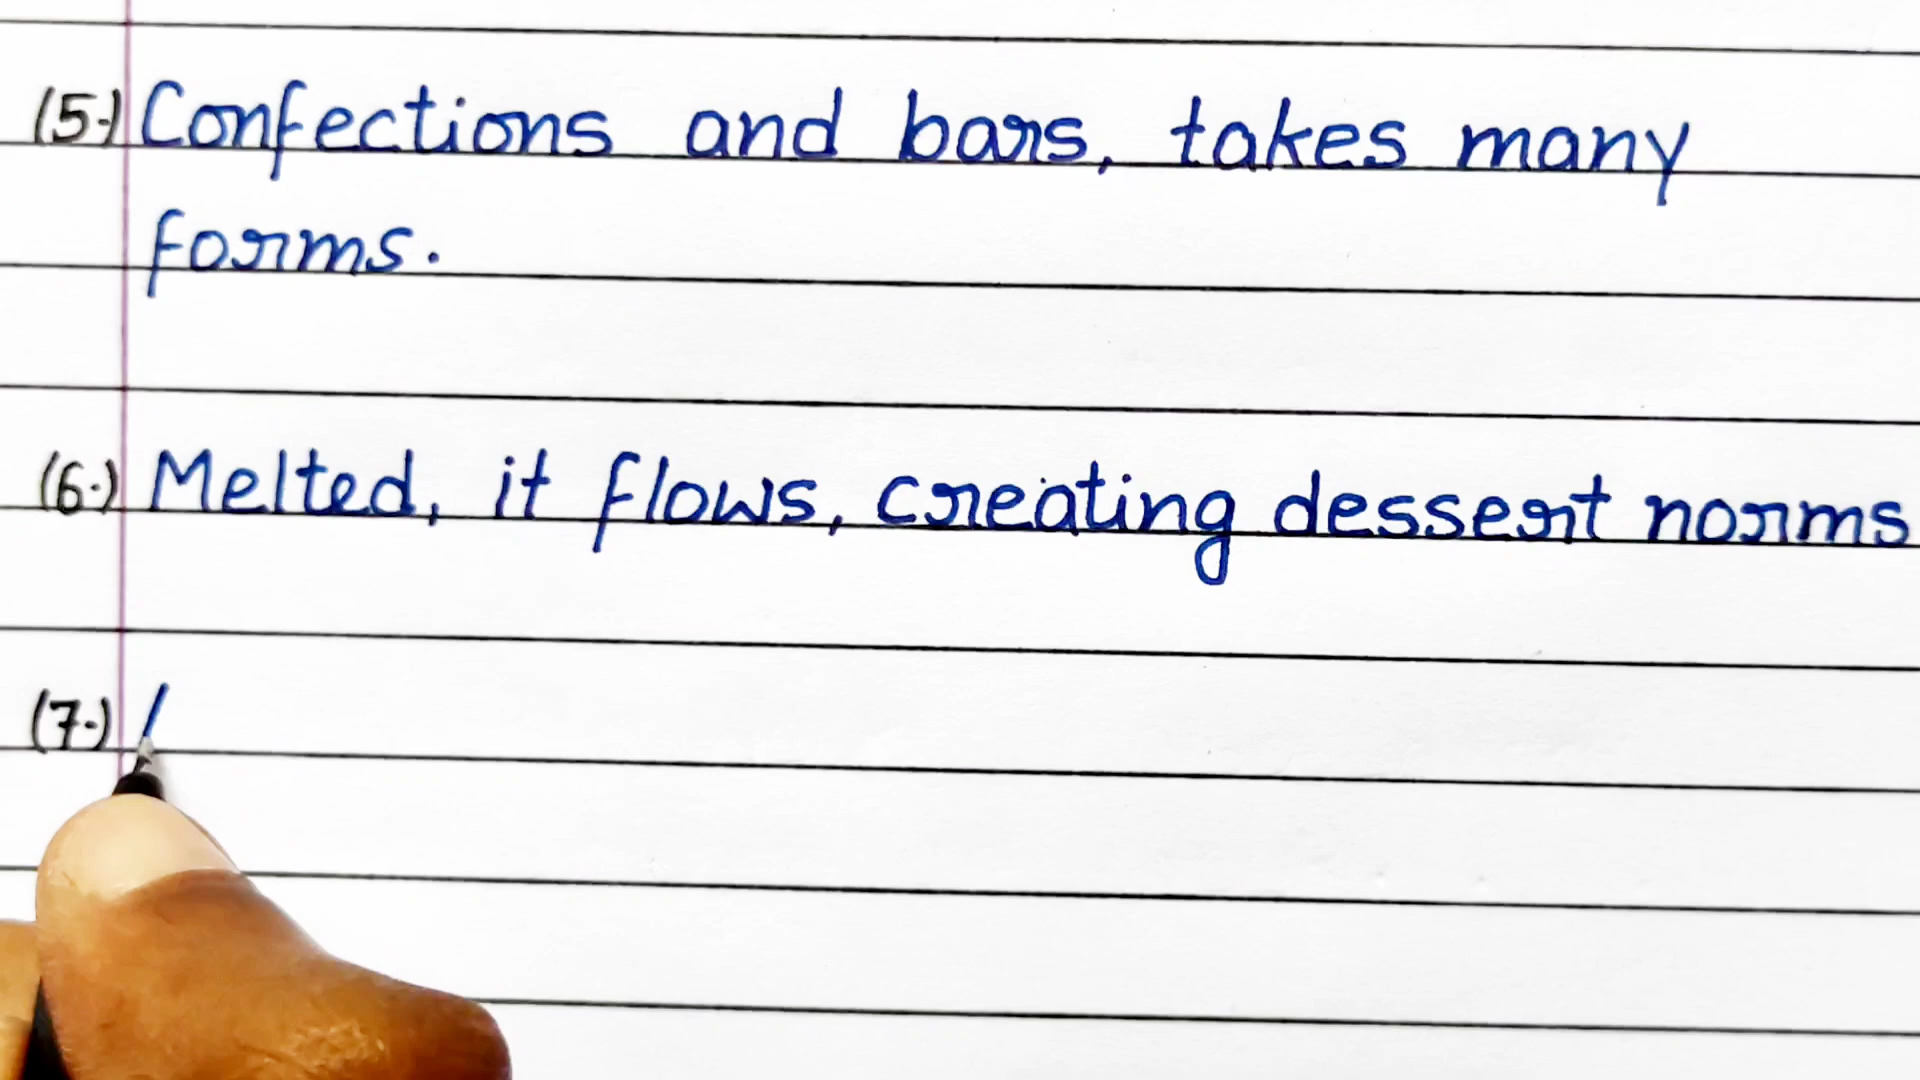 (5.) Confections and bars, takes many
forms.
(6.) Melted, it flows, creating dessert norms
(7.)